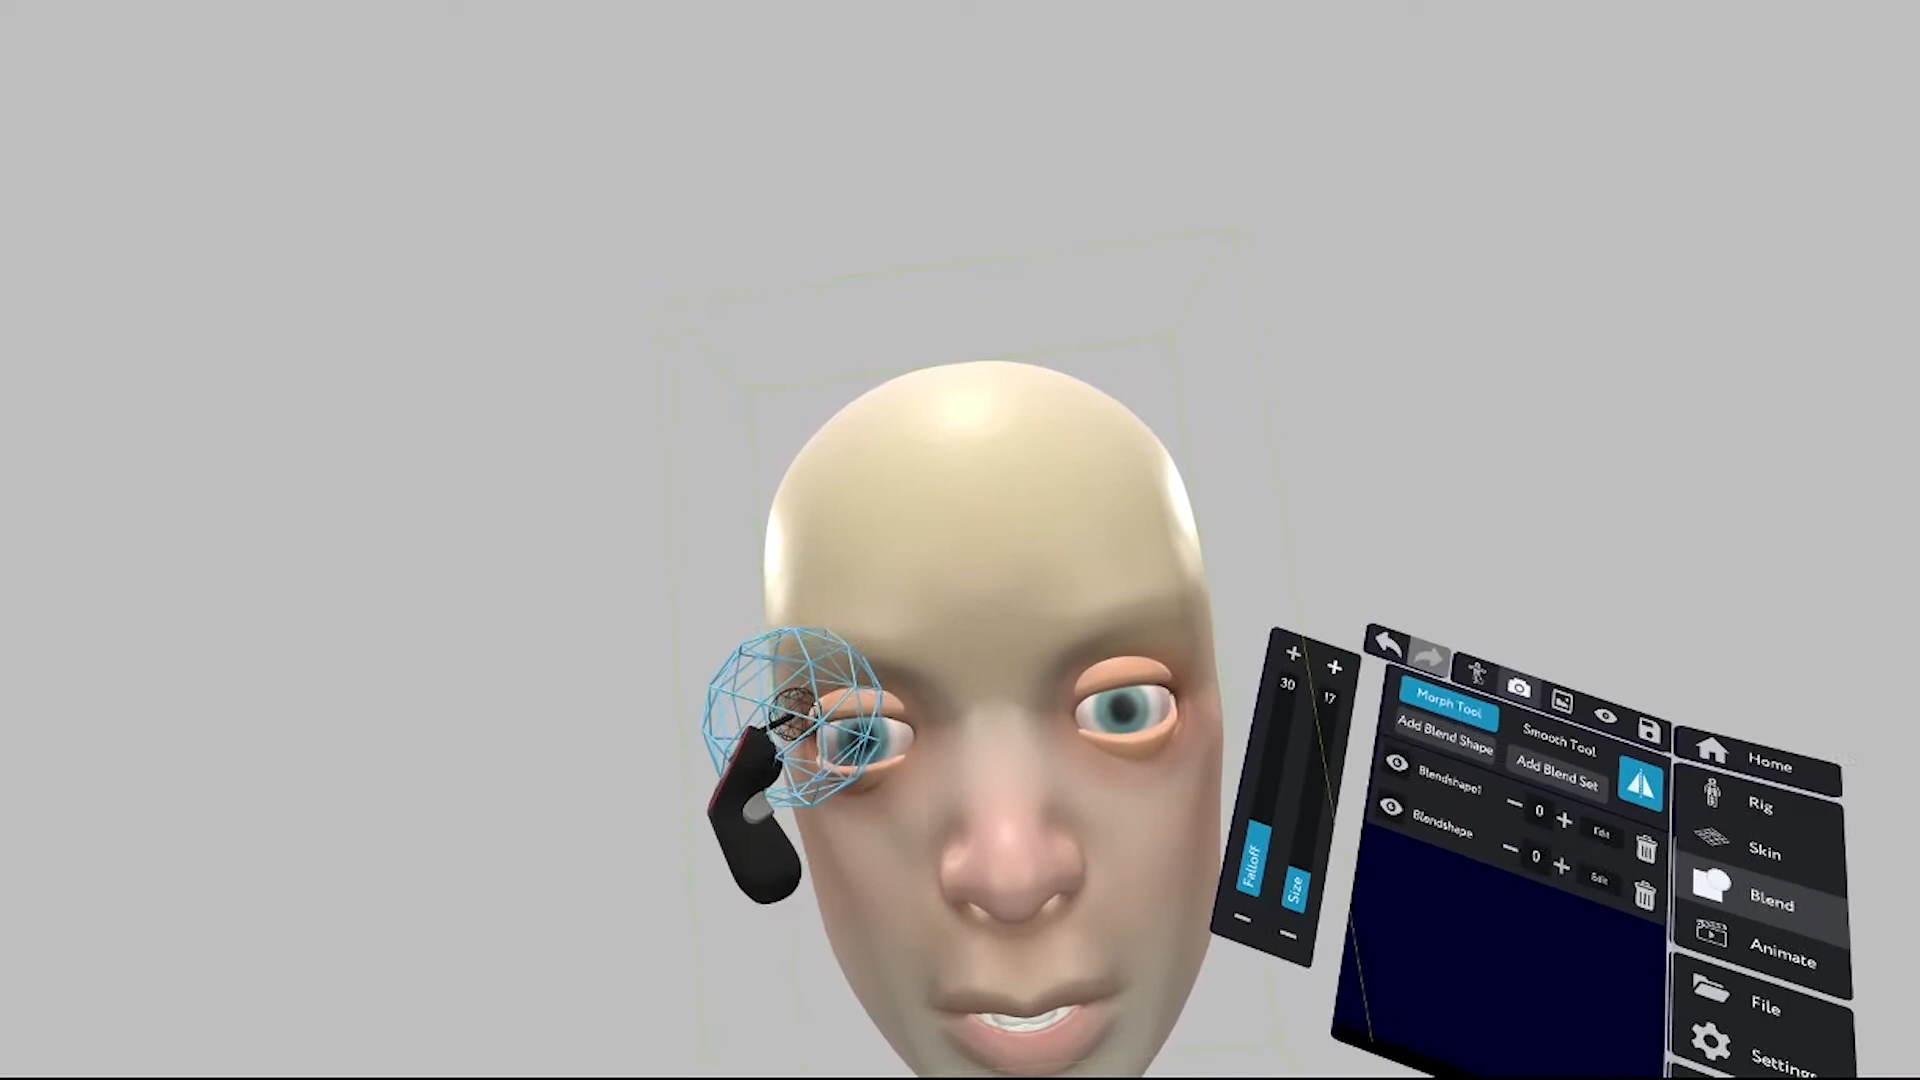 30
17
Falloff
Size
Morph Tool
Smooth Tool
Add Blend Shape
Add Blend Set
Blendshape1
0
Edit
Blendshape
0
Edit
Home
Rig
Skin
Blend
Animate
File
Settings